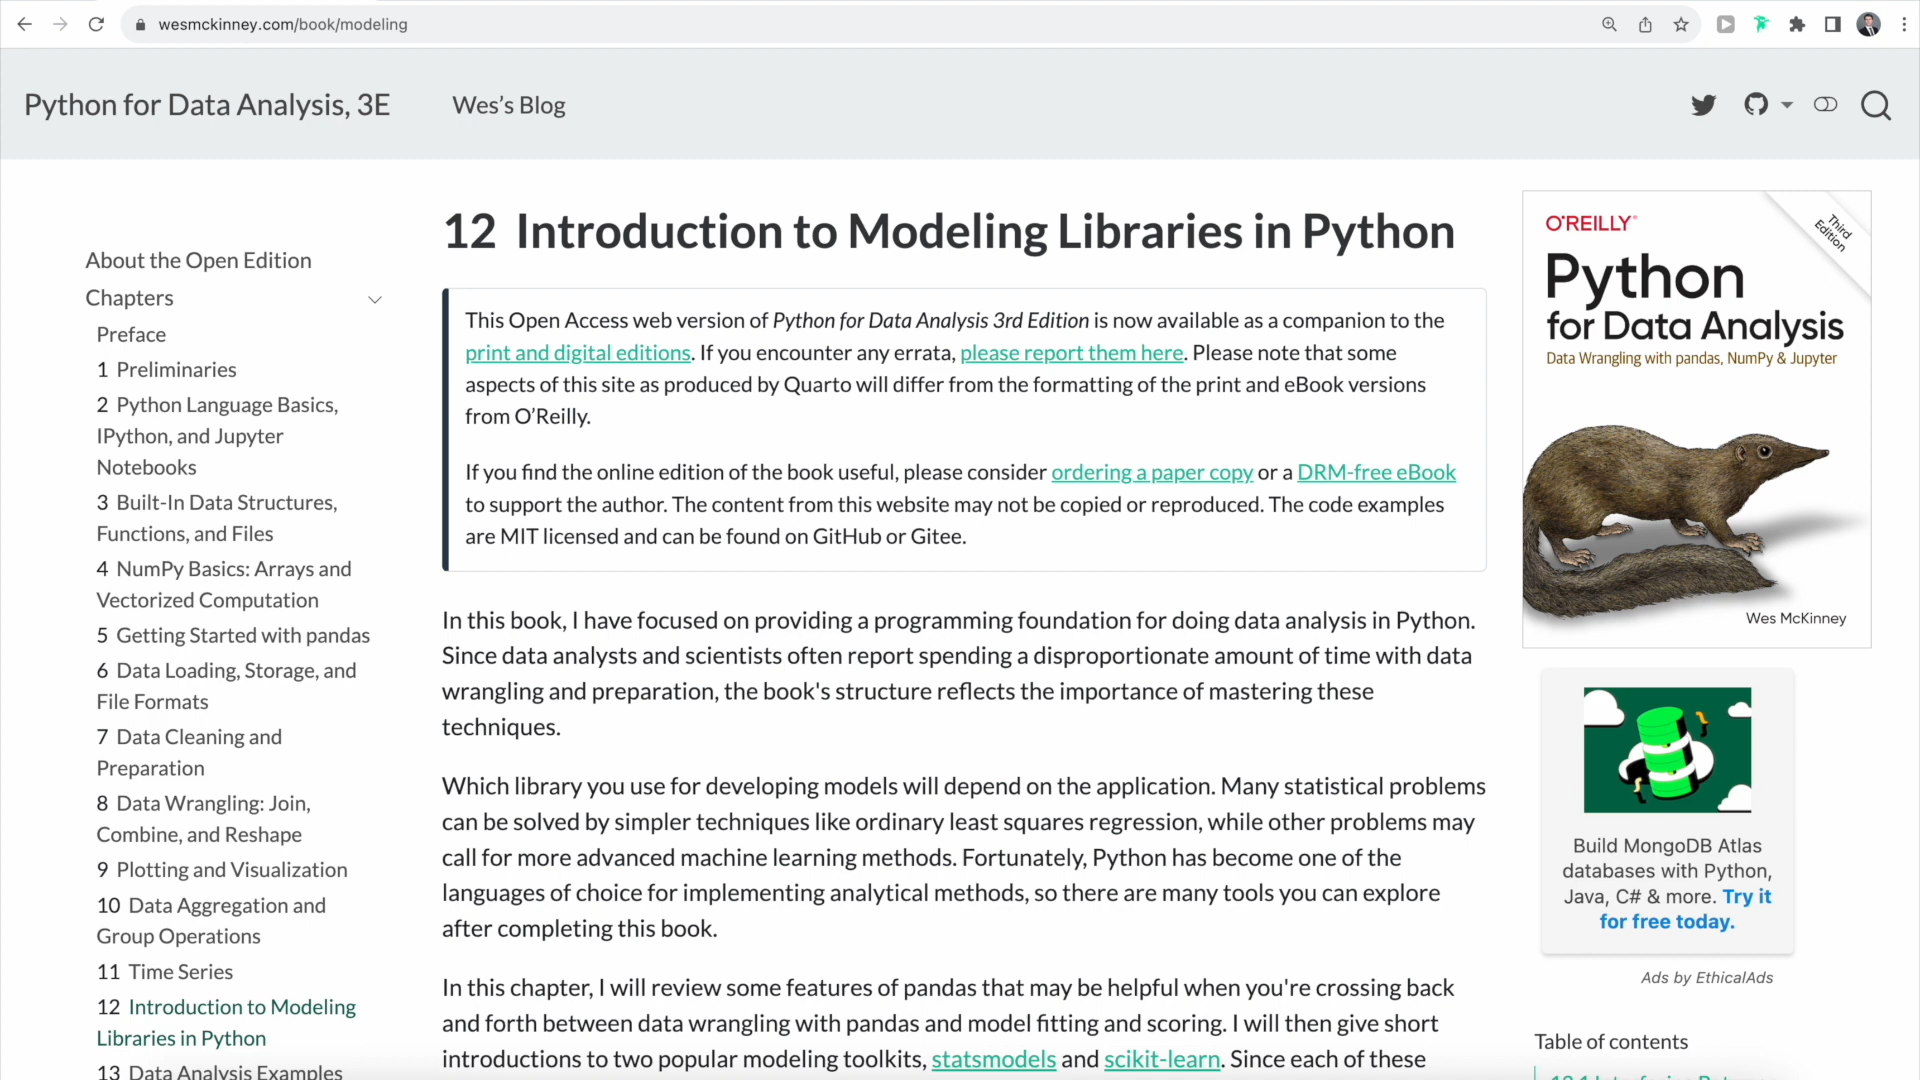 wesmckinney.com/book/modeling
Python for Data Analysis, 3E
Wes’s Blog
About the Open Edition
Chapters
Preface
1 Preliminaries
2 Python Language Basics,
IPython, and Jupyter
Notebooks
3 Built-In Data Structures,
Functions, and Files
4 NumPy Basics: Arrays and
Vectorized Computation
5 Getting Started with pandas
6 Data Loading, Storage, and
File Formats
7 Data Cleaning and
Preparation
8 Data Wrangling: Join,
Combine, and Reshape
9 Plotting and Visualization
10 Data Aggregation and
Group Operations
11 Time Series
12 Introduction to Modeling
Libraries in Python
13 Data Analysis Examples
12 Introduction to Modeling Libraries in Python
This Open Access web version of Python for Data Analysis 3rd Edition is now available as a companion to the
print and digital editions. If you encounter any errata, please report them here. Please note that some
aspects of this site as produced by Quarto will differ from the formatting of the print and eBook versions
from O’Reilly.
If you find the online edition of the book useful, please consider ordering a paper copy or a DRM-free eBook
to support the author. The content from this website may not be copied or reproduced. The code examples
are MIT licensed and can be found on GitHub or Gitee.
In this book, I have focused on providing a programming foundation for doing data analysis in Python.
Since data analysts and scientists often report spending a disproportionate amount of time with data
wrangling and preparation, the book's structure reflects the importance of mastering these
techniques.
Which library you use for developing models will depend on the application. Many statistical problems
can be solved by simpler techniques like ordinary least squares regression, while other problems may
call for more advanced machine learning methods. Fortunately, Python has become one of the
languages of choice for implementing analytical methods, so there are many tools you can explore
after completing this book.
In this chapter, I will review some features of pandas that may be helpful when you're crossing back
and forth between data wrangling with pandas and model fitting and scoring. I will then give short
introductions to two popular modeling toolkits, statsmodels and scikit-learn. Since each of these
O'REILLY®
Third
Edition
Python
for Data Analysis
Data Wrangling with pandas, NumPy & Jupyter
Wes McKinney
Build MongoDB Atlas
databases with Python,
Java, C# & more. Try it
for free today.
Ads by EthicalAds
Table of contents